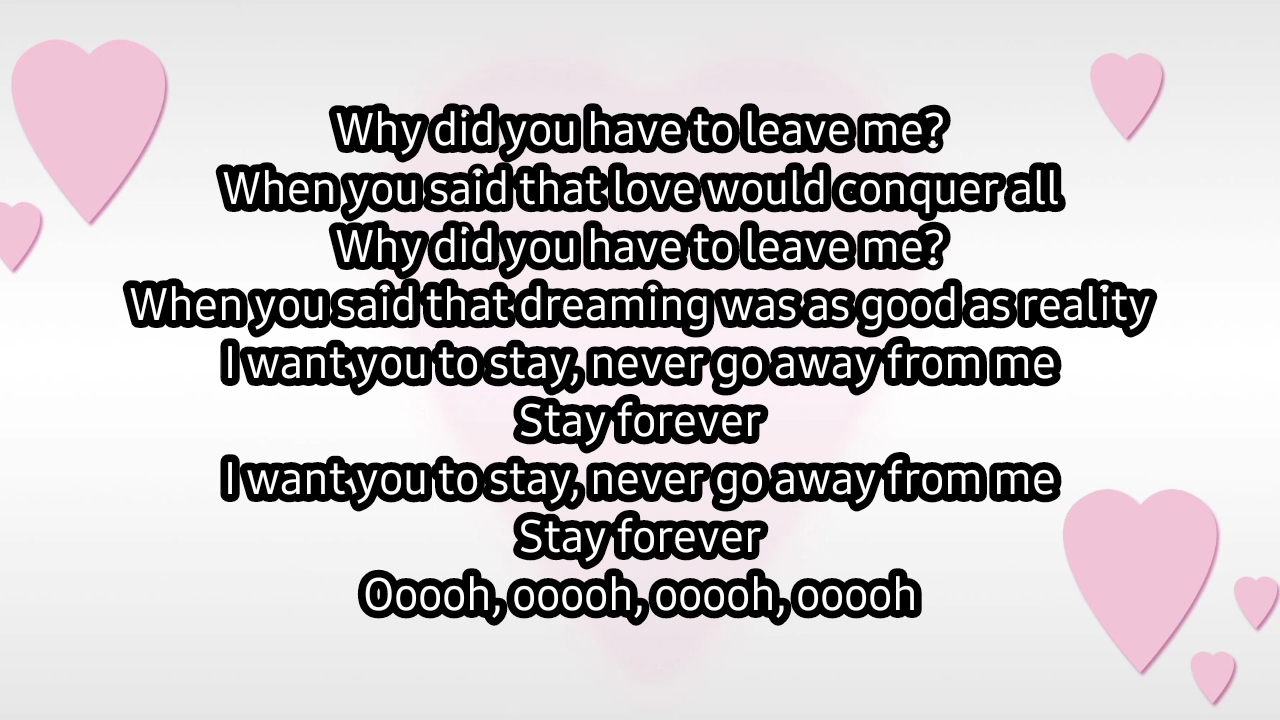 Why did you have to leave me?
When you said that love would conquer all
Why did you have to leave me?
When you said that dreaming was as good as reality
I want you to stay, never go away from me
Stay forever
I want you to stay, never go away from me
Stay forever
Ooooh, ooooh, ooooh, ooooh